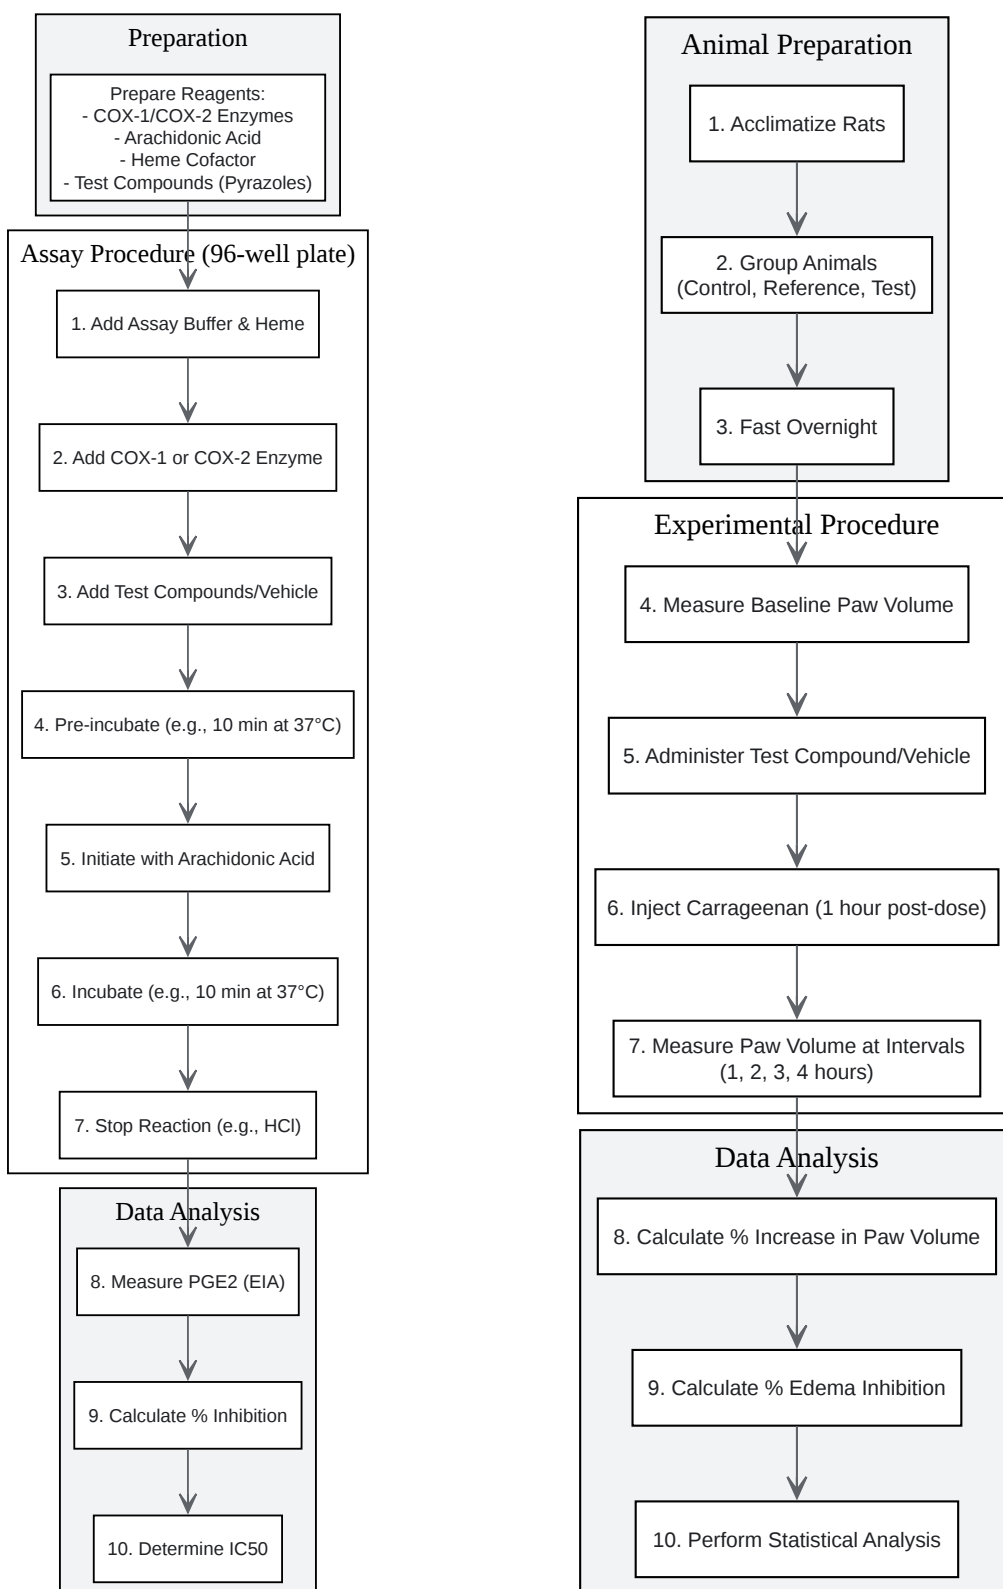 Preparation
Prepare Reagents:
- COX-1/COX-2 Enzymes
- Arachidonic Acid
- Heme Cofactor
- Test Compounds (Pyrazoles)
Assay Procedure (96-well plate)
1. Add Assay Buffer & Heme
2. Add COX-1 or COX-2 Enzyme
3. Add Test Compounds/Vehicle
4. Pre-incubate (e.g., 10 min at 37°C)
5. Initiate with Arachidonic Acid
6. Incubate (e.g., 10 min at 37°C)
7. Stop Reaction (e.g., HCl)
Data Analysis
8. Measure PGE2 (EIA)
9. Calculate % Inhibition
10. Determine IC50
Animal Preparation
1. Acclimatize Rats
2. Group Animals
(Control, Reference, Test)
3. Fast Overnight
Experimental Procedure
4. Measure Baseline Paw Volume
5. Administer Test Compound/Vehicle
6. Inject Carrageenan (1 hour post-dose)
7. Measure Paw Volume at Intervals
(1, 2, 3, 4 hours)
Data Analysis
8. Calculate % Increase in Paw Volume
9. Calculate % Edema Inhibition
10. Perform Statistical Analysis